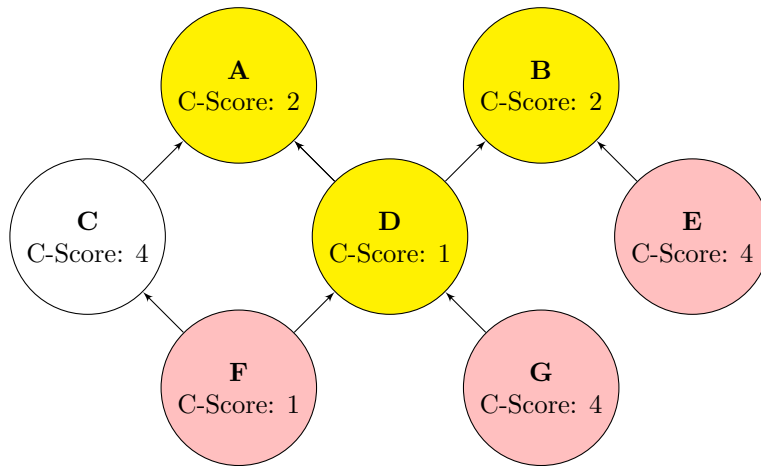 A
C-Score: 2
B
C-Score: 2
C
C-Score: 4
D
C-Score: 1
E
C-Score: 4
F
C-Score: 1
G
C-Score: 4